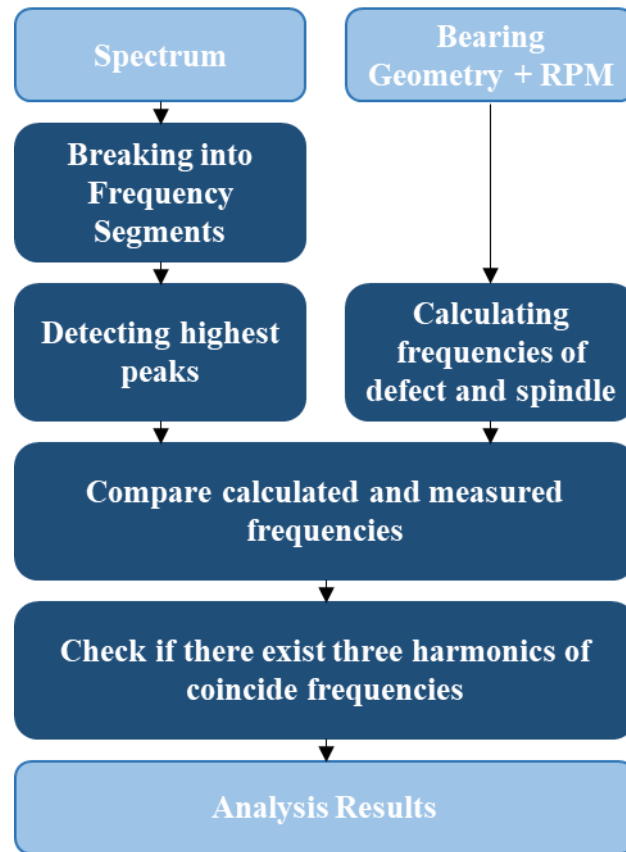 Spectrum
Bearing
Geometry + RPM
Breaking into
Frequency
Segments
Detecting highest
peaks
Calculating
frequencies of
defect and spindle
Compare calculated and measured
frequencies
Check if there exist three harmonics of
coincide frequencies
Analysis Results